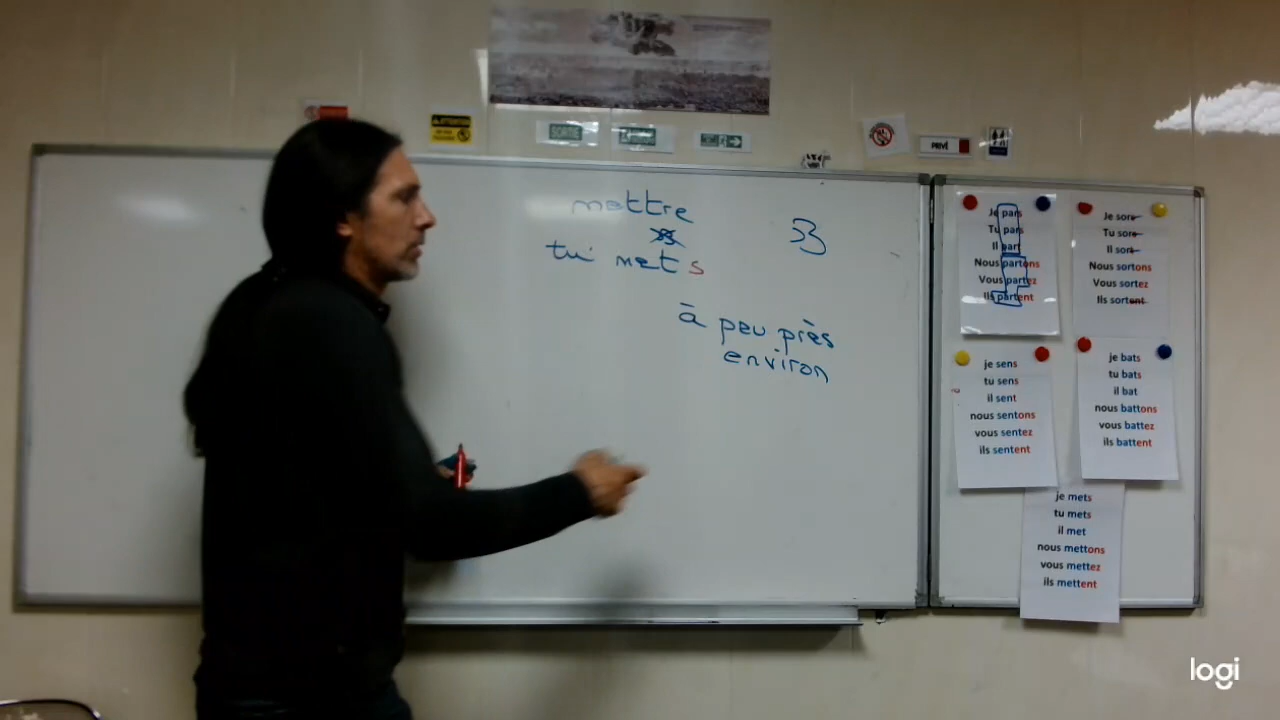 SORTIE
PRIVÉ
mettre
tu mets
à peu près
environ
Je pars
Tu pars
Il part
Nous partons
Vous partez
Ils partent
Je sors
Tu sors
Il sort
Nous sortons
Vous sortez
Ils sortent
je sens
tu sens
il sent
nous sentons
vous sentez
ils sentent
je bats
tu bats
il bat
nous battons
vous battez
ils battent
je mets
tu mets
il met
nous mettons
vous mettez
ils mettent
logi